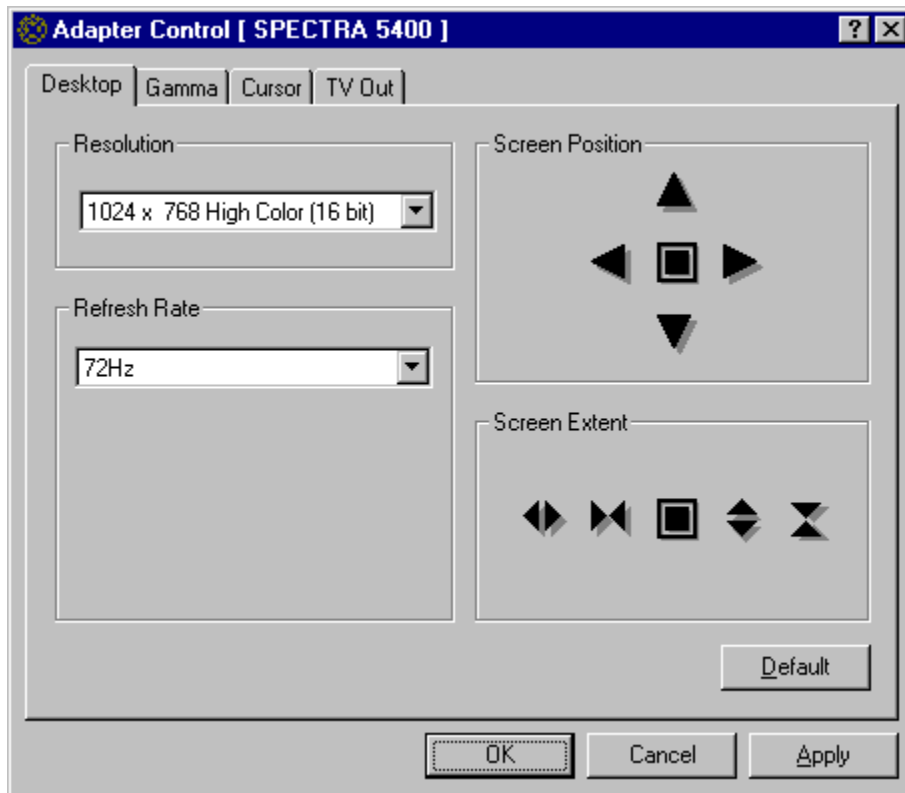 Adapter Control [ SPECTRA 5400 ]
Desktop Gamma Cursor TV Out
Resolution
1024 x  768 High Color (16 bit)
Refresh Rate
72Hz
Screen Position
Screen Extent
Default
OK Cancel Apply